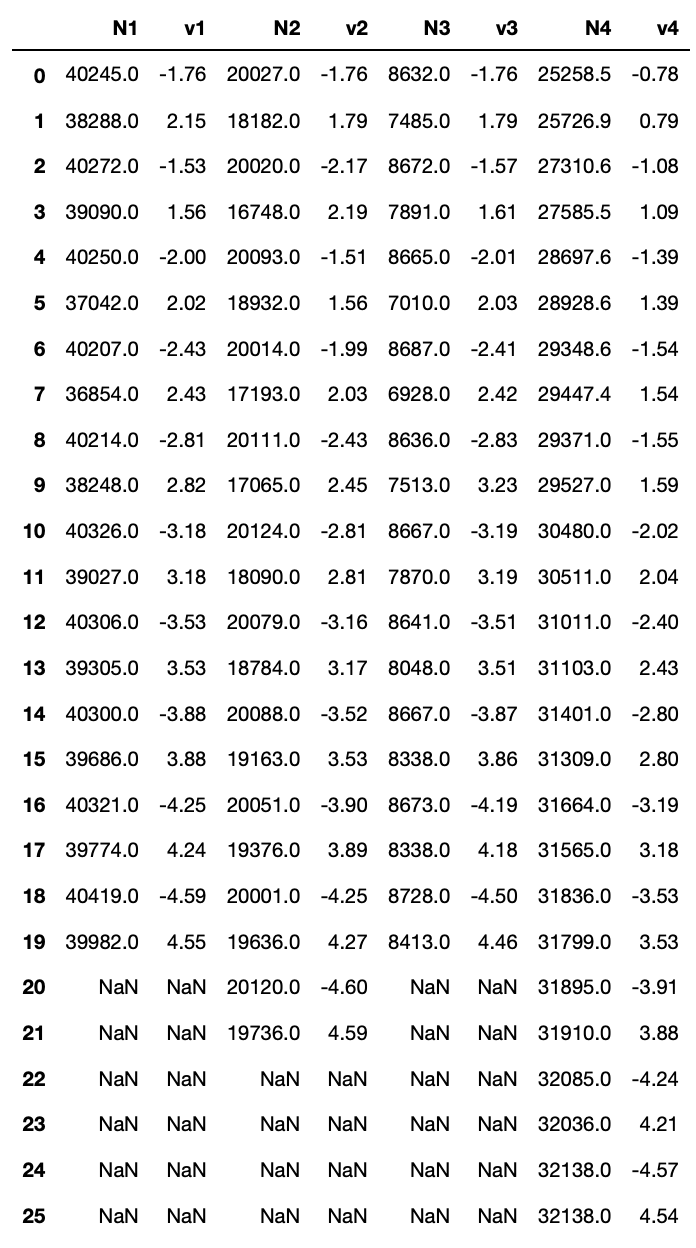 N1 v1 N2 v2 N3 v3 N4 v4
0 40245.0 -1.76 20027.0 -1.76 8632.0 -1.76 25258.5 -0.78
1 38288.0 2.15 18182.0 1.79 7485.0 1.79 25726.9 0.79
2 40272.0 -1.53 20020.0 -2.17 8672.0 -1.57 27310.6 -1.08
3 39090.0 1.56 16748.0 2.19 7891.0 1.61 27585.5 1.09
4 40250.0 -2.00 20093.0 -1.51 8665.0 -2.01 28697.6 -1.39
5 37042.0 2.02 18932.0 1.56 7010.0 2.03 28928.6 1.39
6 40207.0 -2.43 20014.0 -1.99 8687.0 -2.41 29348.6 -1.54
7 36854.0 2.43 17193.0 2.03 6928.0 2.42 29447.4 1.54
8 40214.0 -2.81 20111.0 -2.43 8636.0 -2.83 29371.0 -1.55
9 38248.0 2.82 17065.0 2.45 7513.0 3.23 29527.0 1.59
10 40326.0 -3.18 20124.0 -2.81 8667.0 -3.19 30480.0 -2.02
11 39027.0 3.18 18090.0 2.81 7870.0 3.19 30511.0 2.04
12 40306.0 -3.53 20079.0 -3.16 8641.0 -3.51 31011.0 -2.40
13 39305.0 3.53 18784.0 3.17 8048.0 3.51 31103.0 2.43
14 40300.0 -3.88 20088.0 -3.52 8667.0 -3.87 31401.0 -2.80
15 39686.0 3.88 19163.0 3.53 8338.0 3.86 31309.0 2.80
16 40321.0 -4.25 20051.0 -3.90 8673.0 -4.19 31664.0 -3.19
17 39774.0 4.24 19376.0 3.89 8338.0 4.18 31565.0 3.18
18 40419.0 -4.59 20001.0 -4.25 8728.0 -4.50 31836.0 -3.53
19 39982.0 4.55 19636.0 4.27 8413.0 4.46 31799.0 3.53
20 NaN NaN 20120.0 -4.60 NaN NaN 31895.0 -3.91
21 NaN NaN 19736.0 4.59 NaN NaN 31910.0 3.88
22 NaN NaN NaN NaN NaN NaN 32085.0 -4.24
23 NaN NaN NaN NaN NaN NaN 32036.0 4.21
24 NaN NaN NaN NaN NaN NaN 32138.0 -4.57
25 NaN NaN NaN NaN NaN NaN 32138.0 4.54